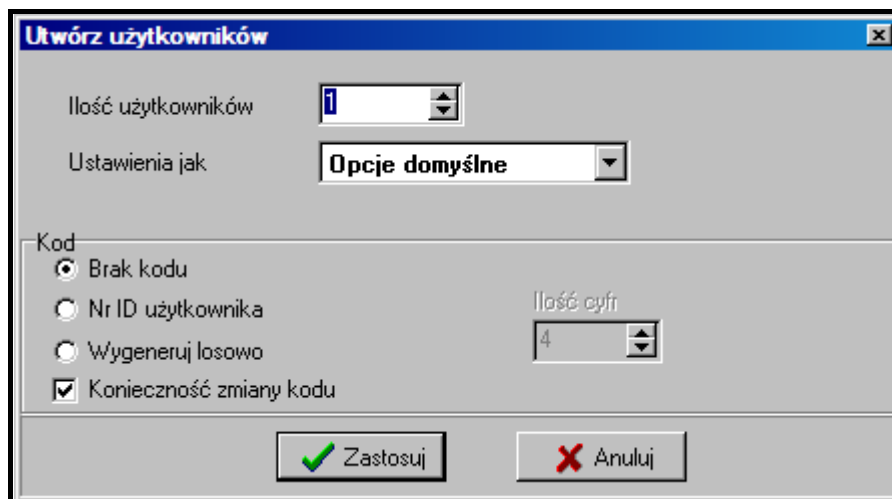 Utwórz użytkowników
Ilość użytkowników 1
Ustawienia jak Opcje domyślne
Kod
Brak kodu
Nr ID użytkownika
Ilość cyfr
4
Wygeneruj losowo
Konieczność zmiany kodu
Zastosuj Anuluj